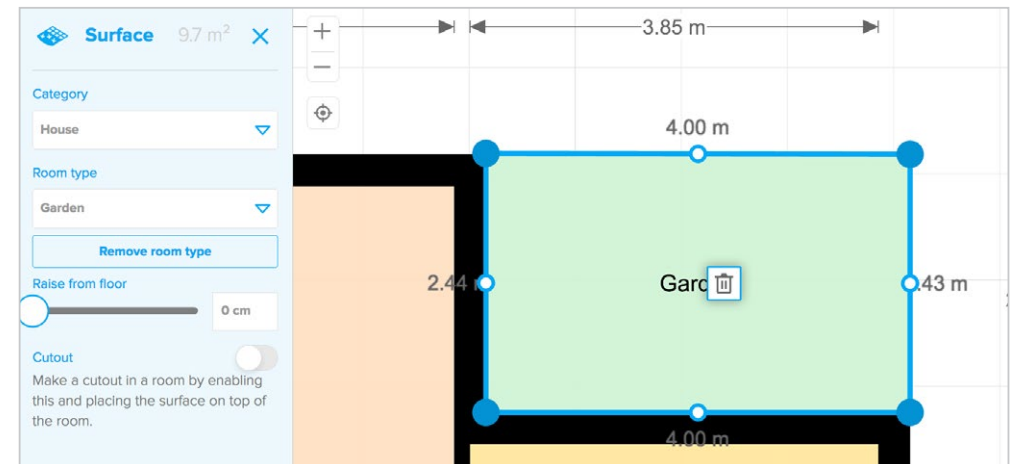 Surface 9.7 m²
Category
House
Room type
Garden
Remove room type
Raise from floor
0 cm
Cutout
Make a cutout in a room by enabling
this and placing the surface on top of
the room.
3.85 m
4.00 m
2.44
Gard
.43 m
4.00 m